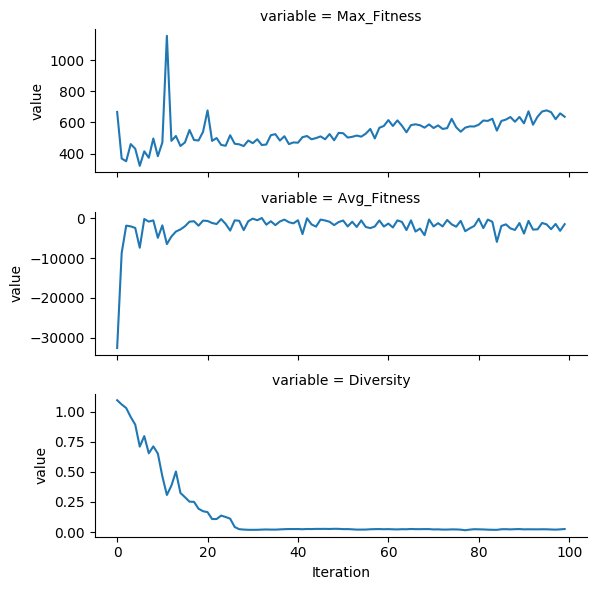 variable = Max_Fitness
1000
800
600
400
value
variable = Avg_Fitness
0
−10000
−20000
−30000
value
variable = Diversity
1.00
0.75
0.50
0.25
0.00
value
0 20 40 60 80 100
Iteration